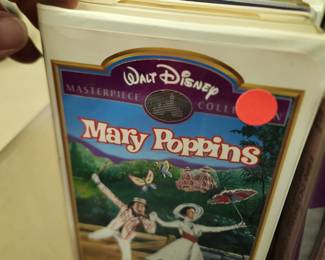 WALT DISNEY
MASTERPIECE COLLECTION
MARY POPPINS